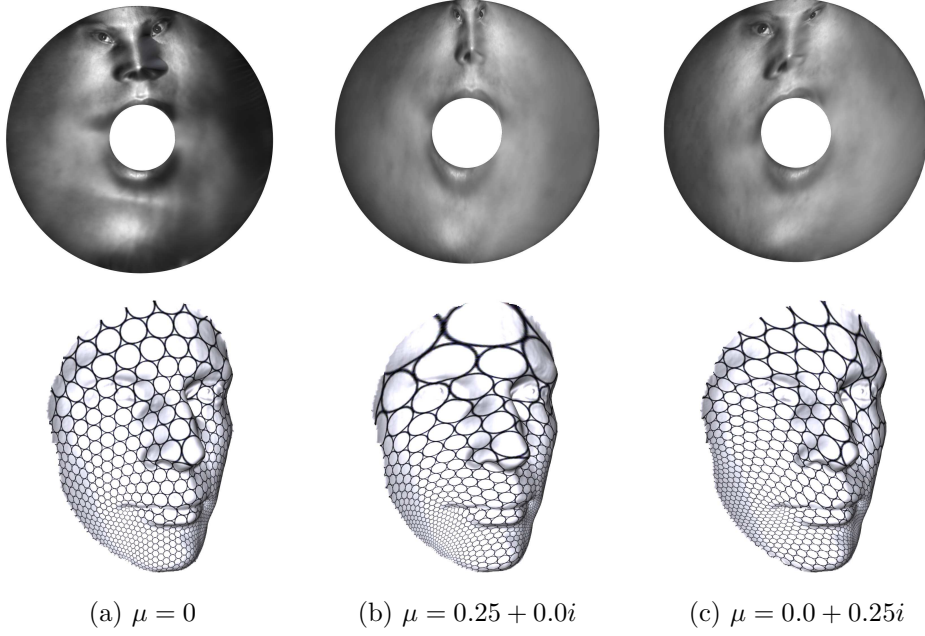 (a) μ = 0
(b) μ = 0.25 + 0.0i
(c) μ = 0.0 + 0.25i